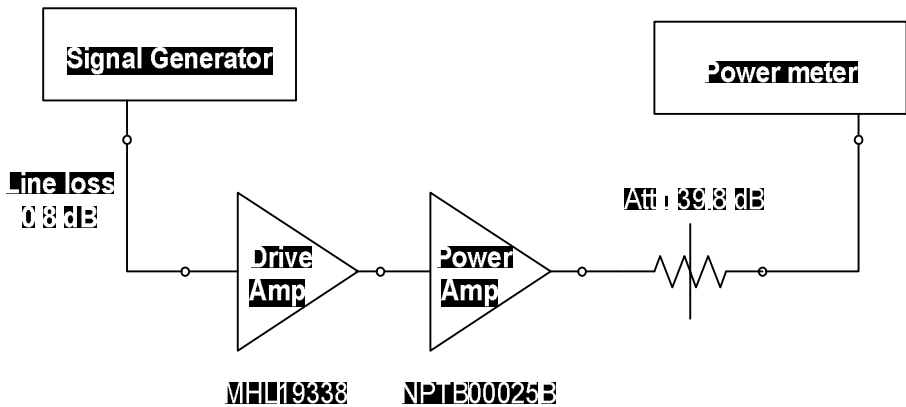 Signal Generator
Power meter
Line loss
0.8 dB
Att: 39.8 dB
Drive
Amp
Power
Amp
MHL19338
NPTB00025B